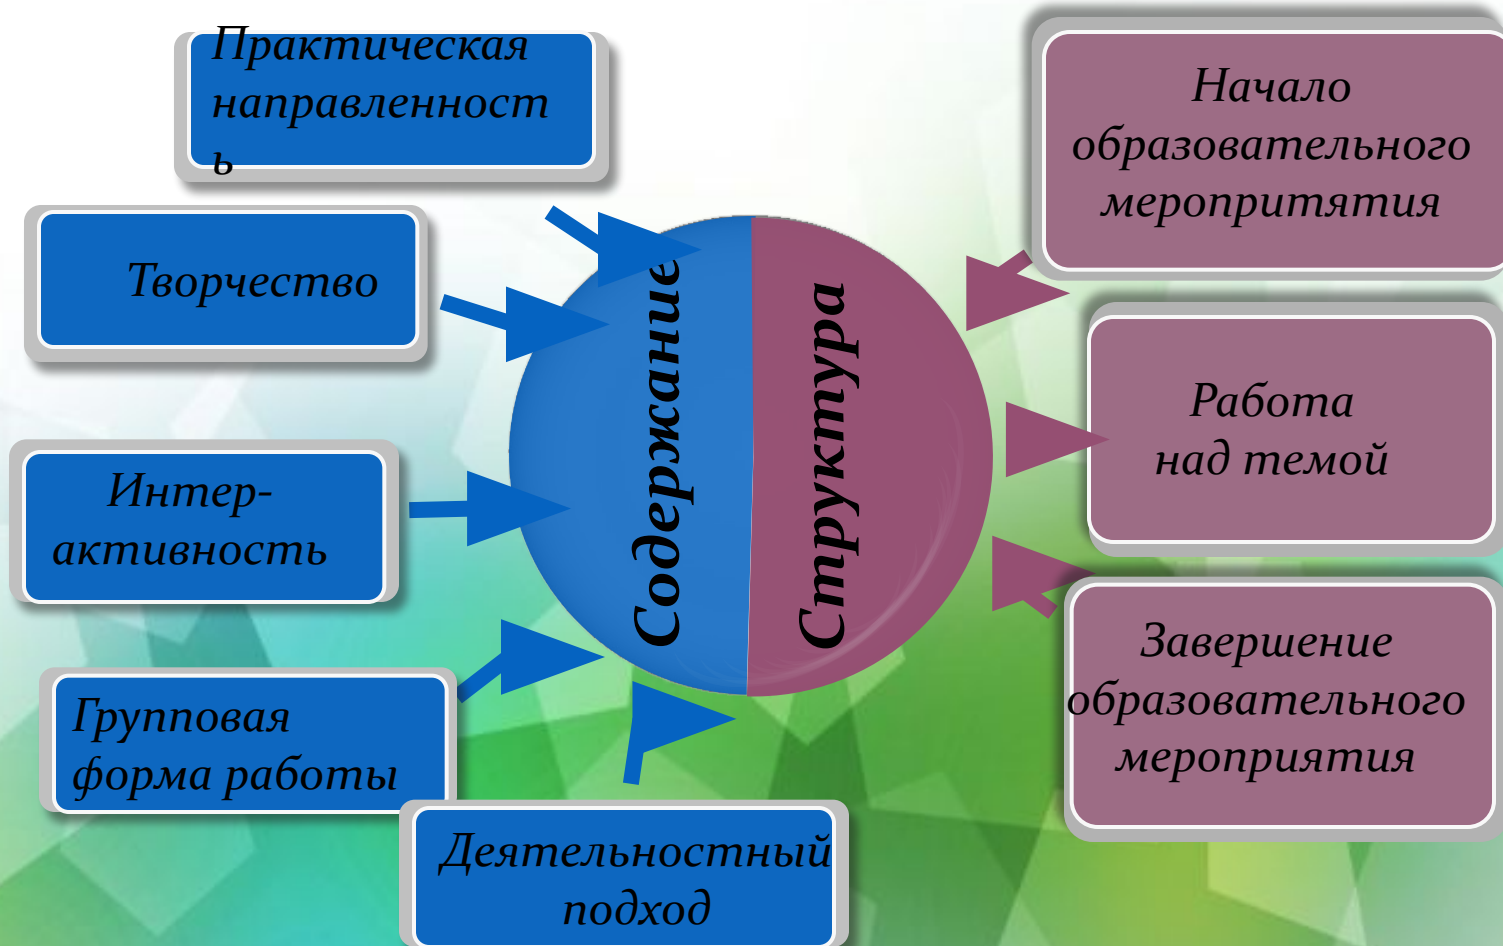 Практическая
направленност
ь
Творчество
Интер-
активность
Групповая
форма работы
Деятельностный
подход
Содержание
Структура
Начало
образовательного
меропритятия
Работа
над темой
Завершение
образовательного
мероприятия